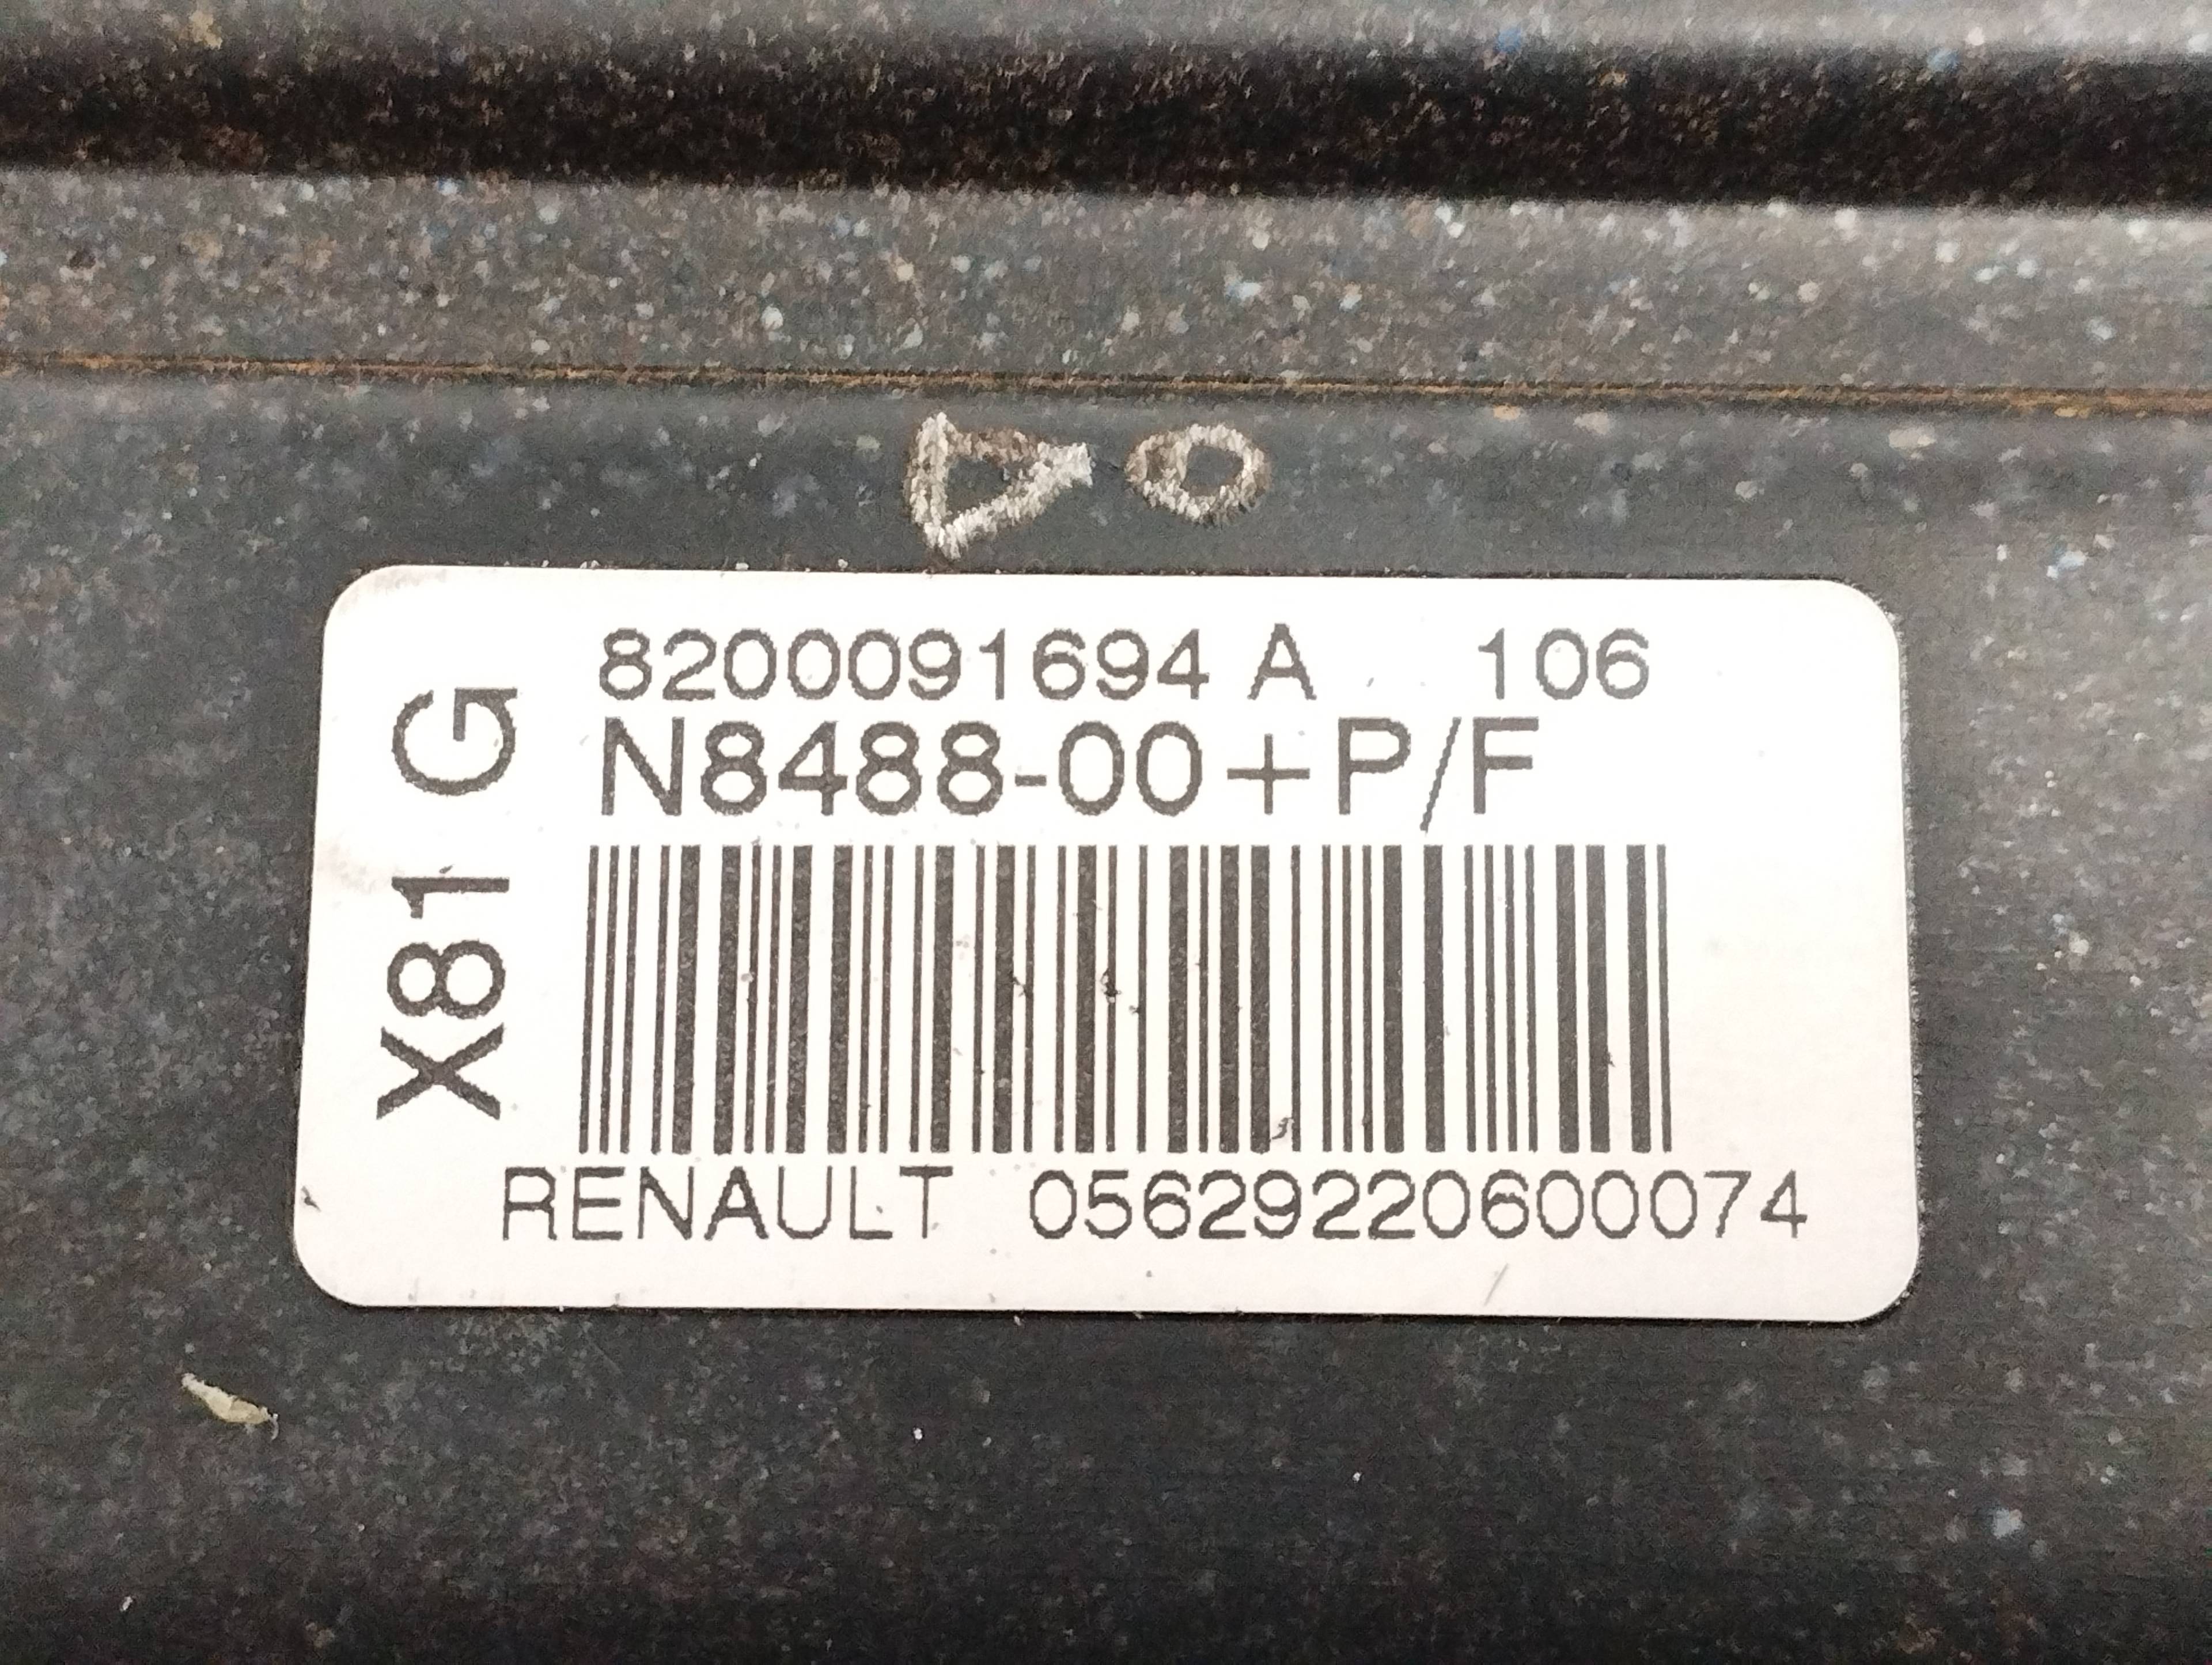 8200091694 A 106
N8488-00+P/F
X81 G
RENAULT 05629220600074